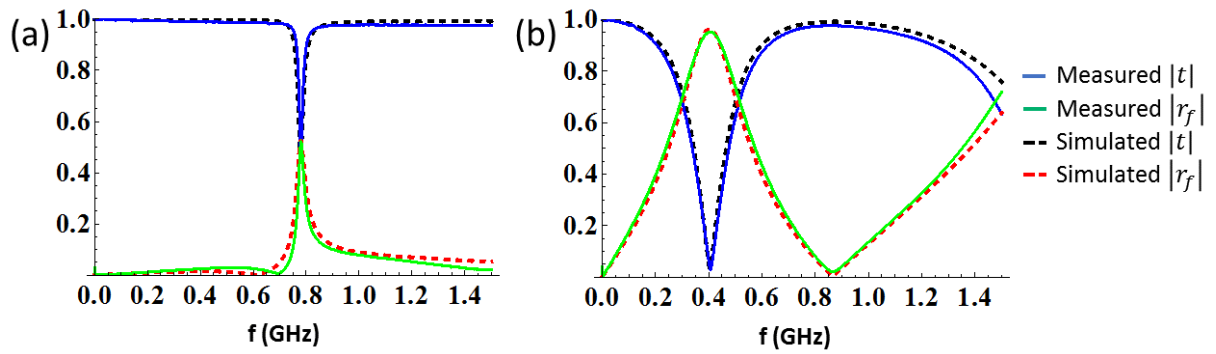 (a)
1.0
0.8
0.6
0.4
0.2
0.0 0.2 0.4 0.6 0.8 1.0 1.2 1.4
f (GHz)
(b)
1.0
0.8
0.6
0.4
0.2
0.0 0.2 0.4 0.6 0.8 1.0 1.2 1.4
f (GHz)
Measured |t|
Measured |r_f|
Simulated |t|
Simulated |r_f|